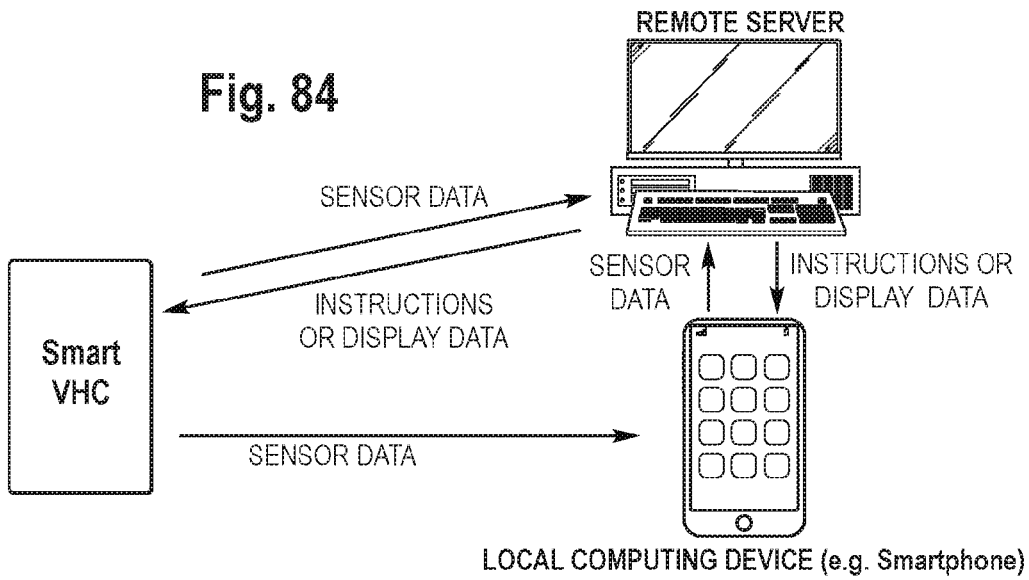 REMOTE SERVER
Fig. 84
SENSOR DATA
INSTRUCTIONS
OR DISPLAY DATA
SENSOR
DATA
INSTRUCTIONS OR
DISPLAY DATA
Smart
VHC
SENSOR DATA
LOCAL COMPUTING DEVICE (e.g. Smartphone)